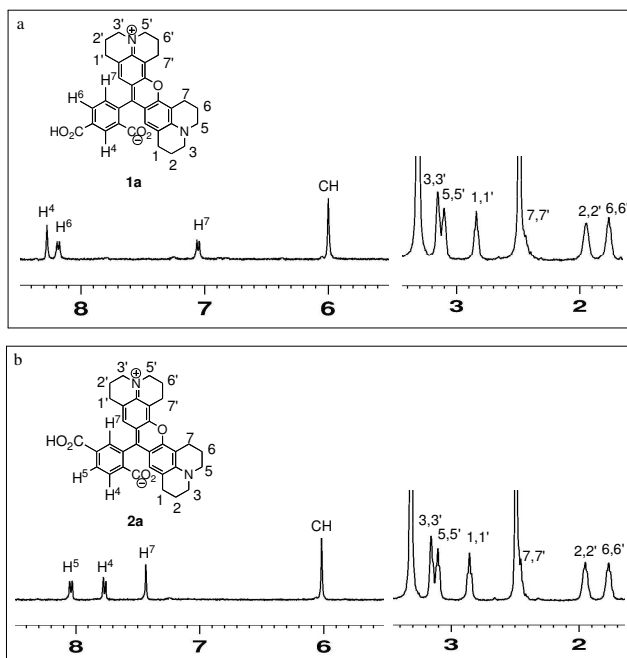 a
3' 5'
2' N⊕ 6'
1' 7'
H⁷
H⁶ H O 7
6
HO₂C CO₂⊖ N 5
H⁴ 1 2 3
1a
H⁴ H⁶ H⁷ CH 3,3' 5,5' 1,1' 7,7' 2,2' 6,6'
8 7 6 3 2
b
3' 5'
2' N⊕ 6'
1' 7'
H⁷
HO₂C H O 7
6
H⁵ CO₂⊖ N 5
H⁴ 1 2 3
2a
H⁵ H⁴ H⁷ CH 3,3' 5,5' 1,1' 7,7' 2,2' 6,6'
8 7 6 3 2